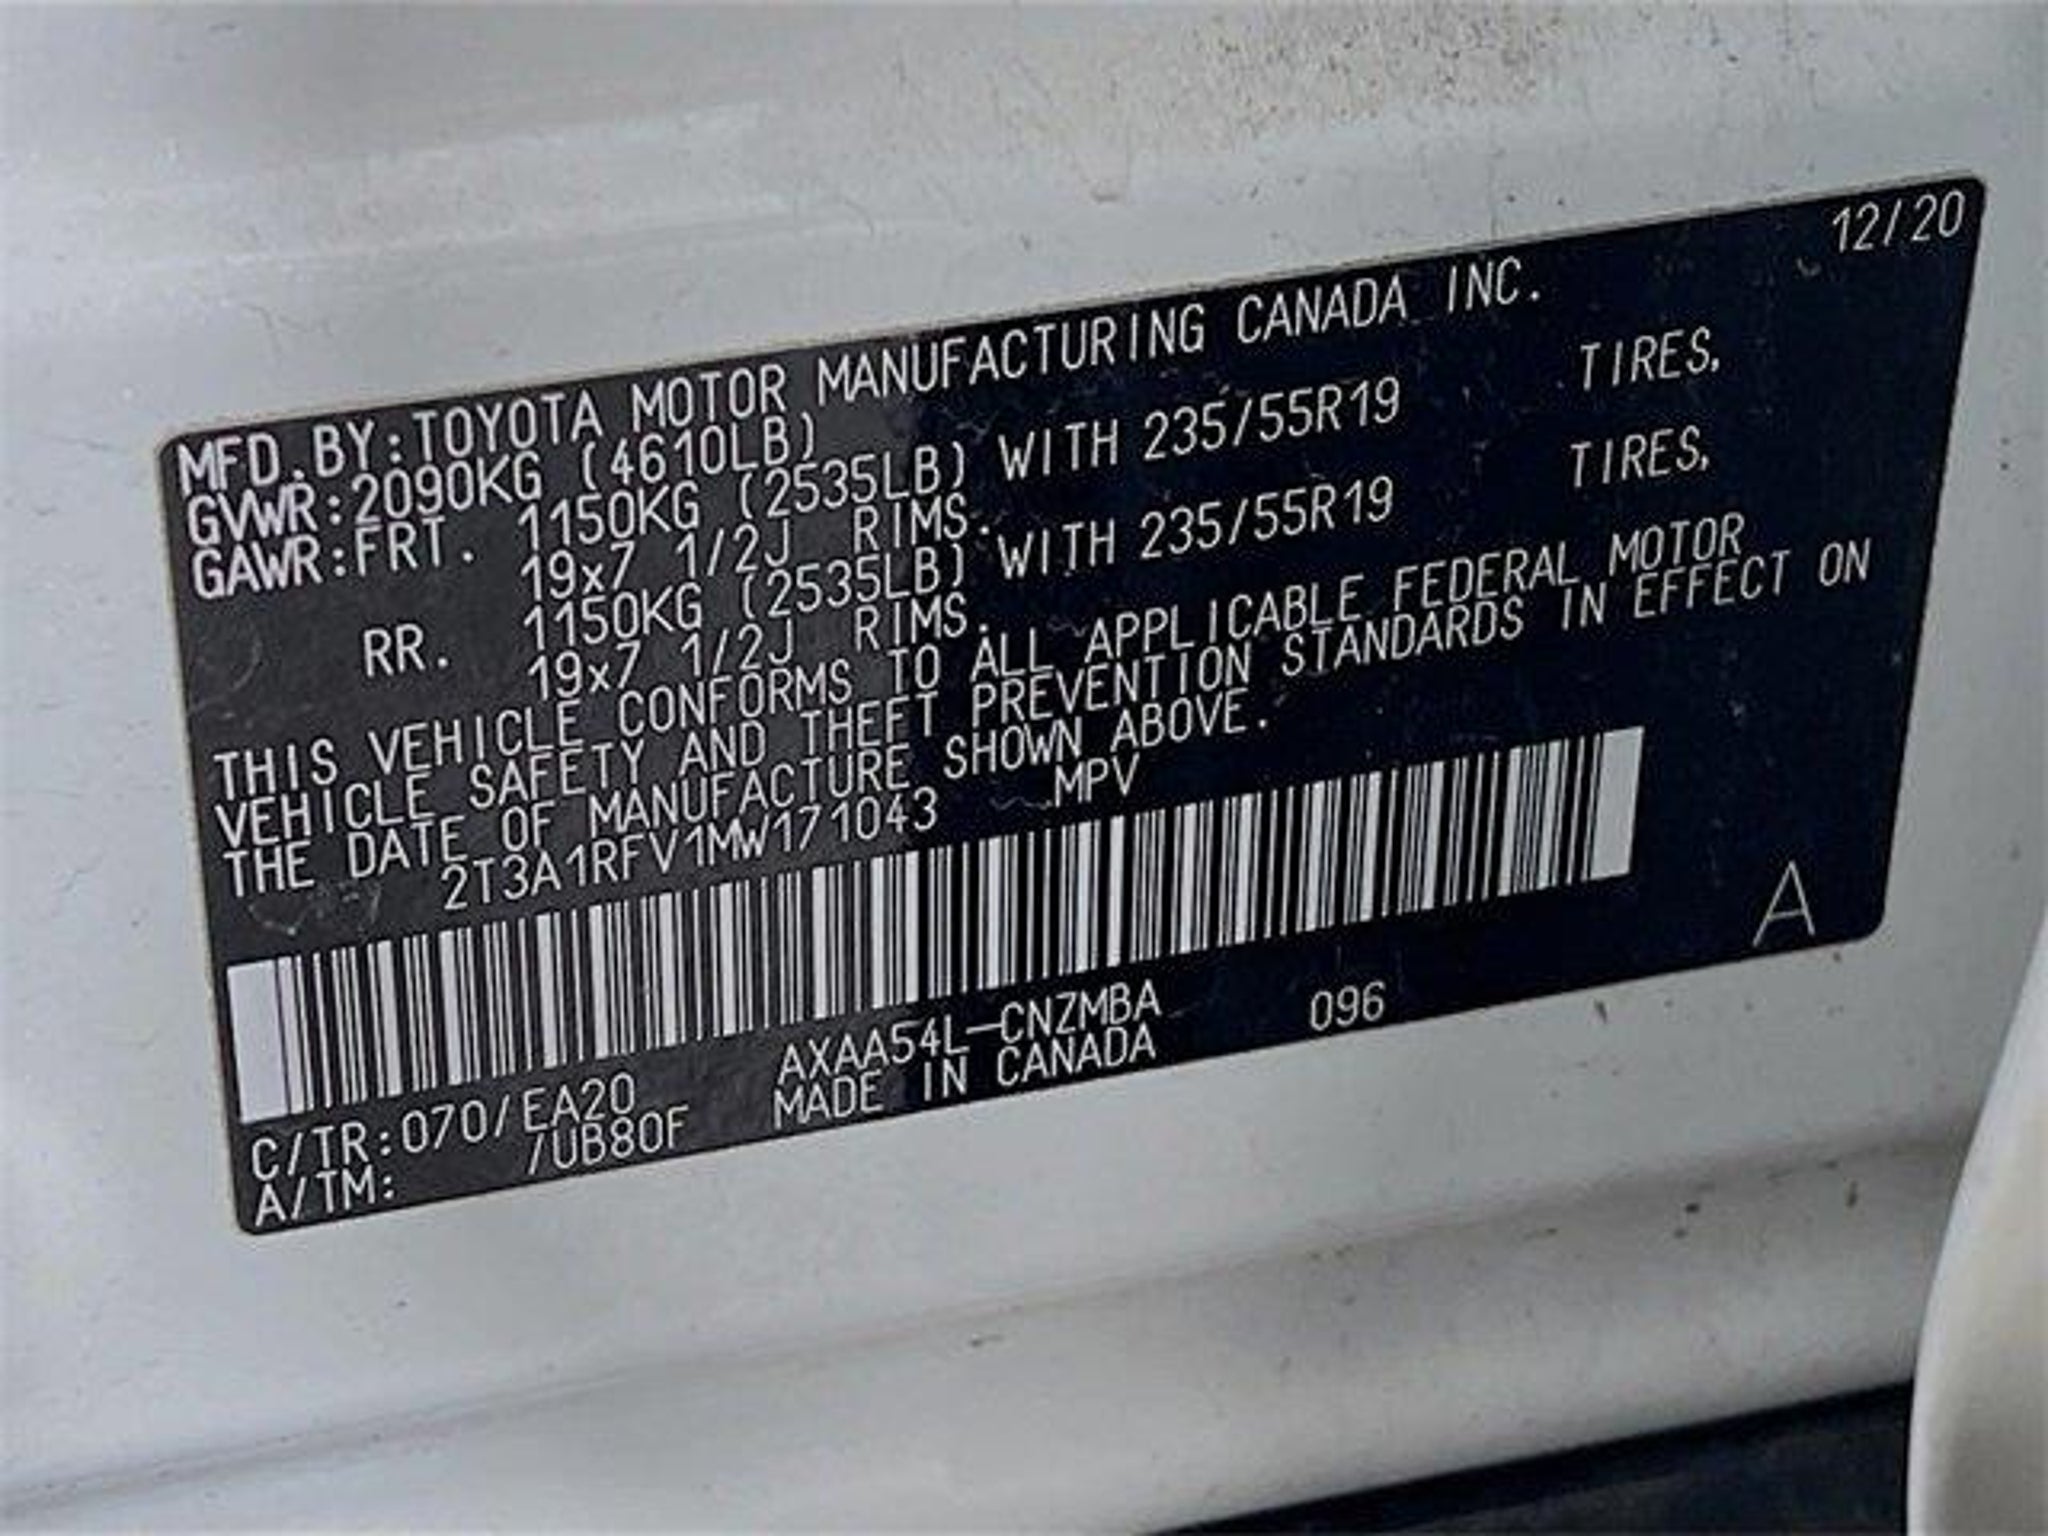 12/20
MFD.BY:TOYOTA MOTOR MANUFACTURING CANADA INC.
GVWR:2090KG (4610LB)
GAWR:FRT. 1150KG (2535LB) WITH 235/55R19 TIRES,
19x7 1/2J RIMS.
RR. 1150KG (2535LB) WITH 235/55R19 TIRES,
19x7 1/2J RIMS.
THIS VEHICLE CONFORMS TO ALL APPLICABLE FEDERAL MOTOR
VEHICLE SAFETY AND THEFT PREVENTION STANDARDS IN EFFECT ON
THE DATE OF MANUFACTURE SHOWN ABOVE.
2T3A1RFV1MW171043 MPV
A
C/TR:070/EA20 AXAA54L-CNZMBA 096
A/TM: /UB80F MADE IN CANADA